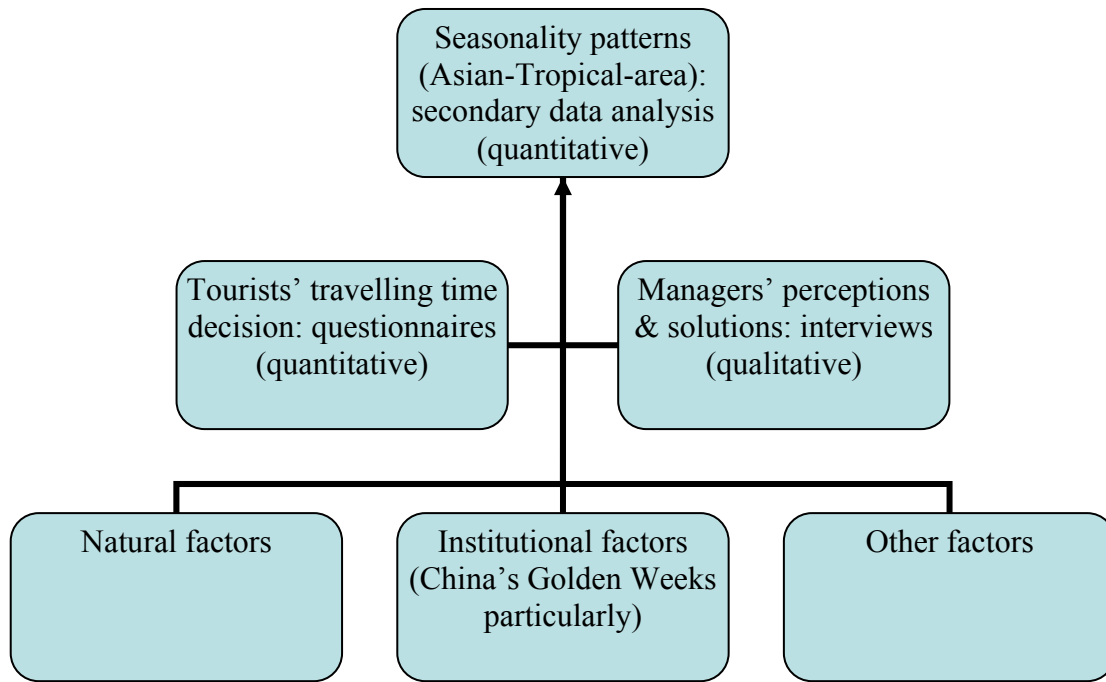 Seasonality patterns
(Asian-Tropical-area):
secondary data analysis
(quantitative)
Tourists’ travelling time
decision: questionnaires
(quantitative)
Managers’ perceptions
& solutions: interviews
(qualitative)
Natural factors
Institutional factors
(China’s Golden Weeks
particularly)
Other factors